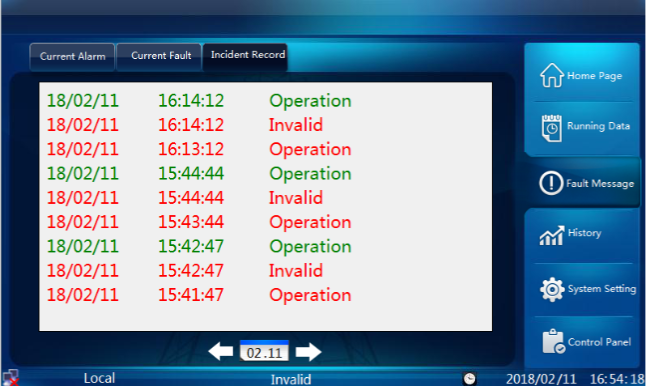 Current Alarm Current Fault Incident Record
18/02/11 16:14:12 Operation
18/02/11 16:14:12 Invalid
18/02/11 16:13:12 Operation
18/02/11 15:44:44 Operation
18/02/11 15:44:44 Invalid
18/02/11 15:43:44 Operation
18/02/11 15:42:47 Operation
18/02/11 15:42:47 Invalid
18/02/11 15:41:47 Operation
02.11
Home Page
Running Data
Fault Message
History
System Setting
Control Panel
Local Invalid 2018/02/11 16:54:18